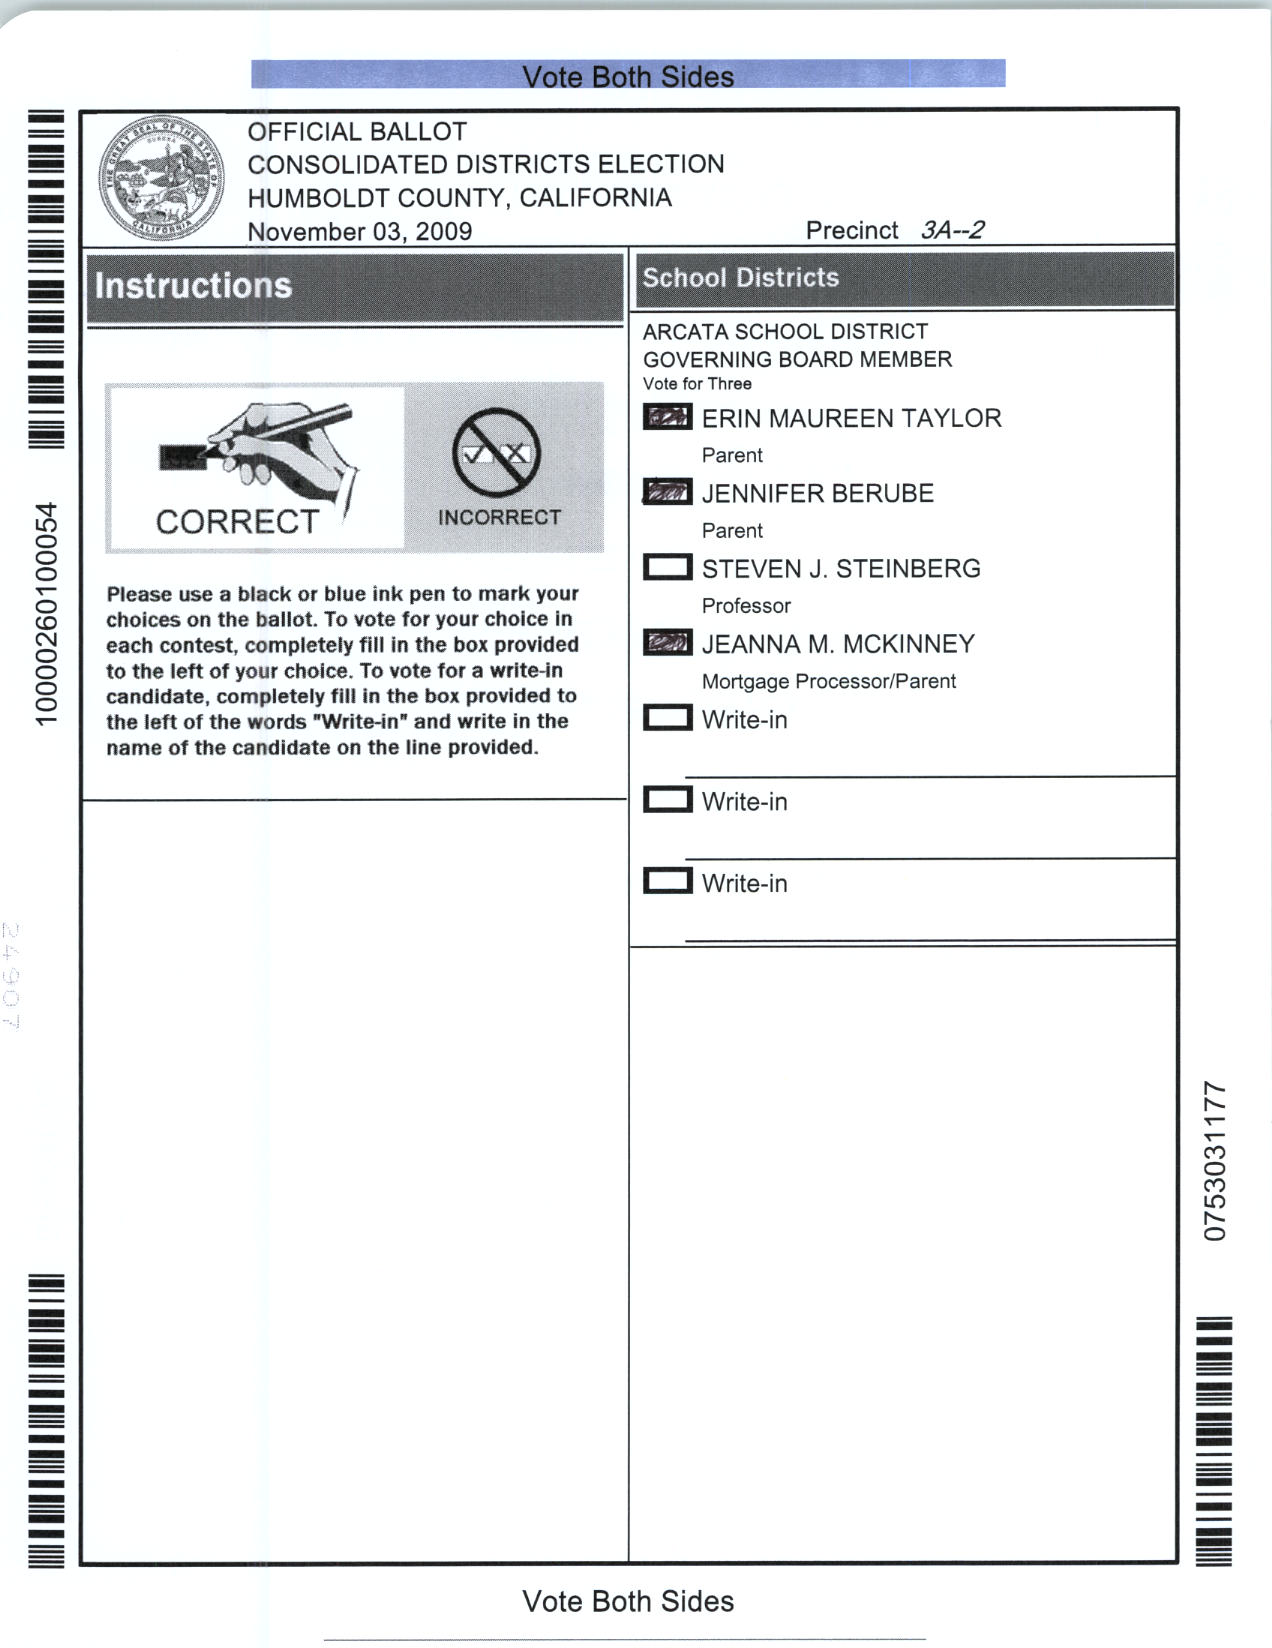 Vote Both Sides
OFFICIAL BALLOT
CONSOLIDATED DISTRICTS ELECTION
HUMBOLDT COUNTY, CALIFORNIA
November 03, 2009
Precinct 3A--2
THE GREAT SEAL OF THE STATE OF CALIFORNIA
EUREKA
Instructions
CORRECT
INCORRECT
Please use a black or blue ink pen to mark your
choices on the ballot. To vote for your choice in
each contest, completely fill in the box provided
to the left of your choice. To vote for a write-in
candidate, completely fill in the box provided to
the left of the words "Write-in" and write in the
name of the candidate on the line provided.
School Districts
ARCATA SCHOOL DISTRICT
GOVERNING BOARD MEMBER
Vote for Three
ERIN MAUREEN TAYLOR
Parent
JENNIFER BERUBE
Parent
STEVEN J. STEINBERG
Professor
JEANNA M. MCKINNEY
Mortgage Processor/Parent
Write-in
Write-in
Write-in
10000260100054
24907
0753031177
Vote Both Sides